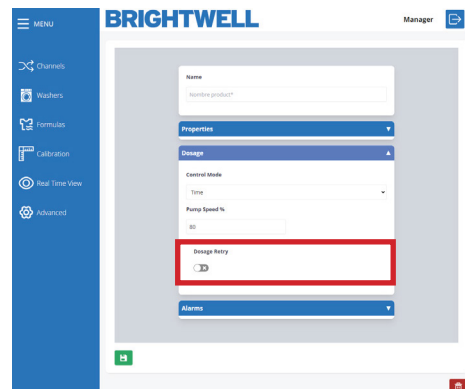 MENU
BRIGHTWELL
Manager
Channels
Washers
Formulas
Calibration
Real Time View
Advanced
Name
Nombre product*
Properties
Dosage
Control Mode
Time
Pump Speed %
80
Dosage Retry
Alarms